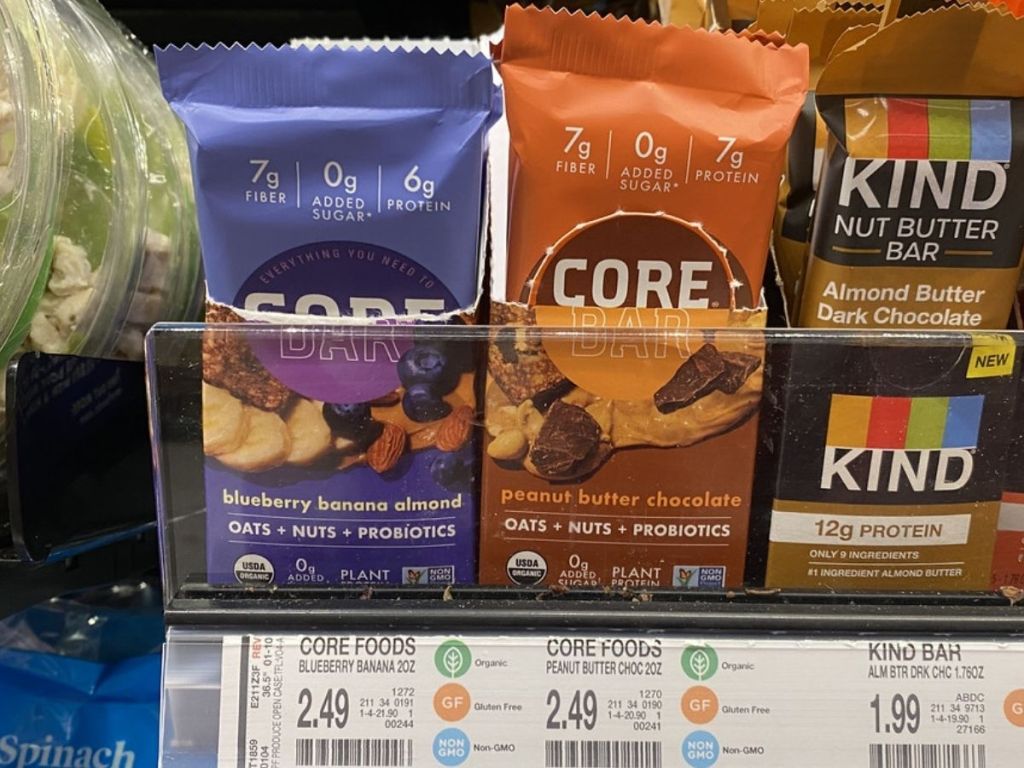 7g
FIBER
0g
ADDED
SUGAR*
6g
PROTEIN
EVERYTHING YOU NEED TO
CORE
BAR
blueberry banana almond
OATS + NUTS + PROBIOTICS
USDA
ORGANIC
0g
ADDED
PLANT
PROTEIN
NON
GMO
7g
FIBER
0g
ADDED
SUGAR*
7g
PROTEIN
CORE
BAR
peanut butter chocolate
OATS + NUTS + PROBIOTICS
USDA
ORGANIC
0g
ADDED
SUGAR*
PLANT
PROTEIN
NON
GMO
KIND
NUT BUTTER
BAR
Almond Butter
Dark Chocolate
NEW
KIND
12g PROTEIN
ONLY 9 INGREDIENTS
#1 INGREDIENT ALMOND BUTTER
CORE FOODS
BLUEBERRY BANANA 2OZ
2.49
1272
211 34 0191
1-4-21.90 1
00244
Organic
GF Gluten Free
NON
GMO
Non-GMO
CORE FOODS
PEANUT BUTTER CHOC 2OZ
2.49
1270
211 34 0190
1-4-20.90 1
00241
Organic
GF Gluten Free
NON
GMO
Non-GMO
KIND BAR
ALM BTR DRK CHC 1.76OZ
1.99
ABDC
211 34 9713
1-4-19.90 1
27166
Spinach